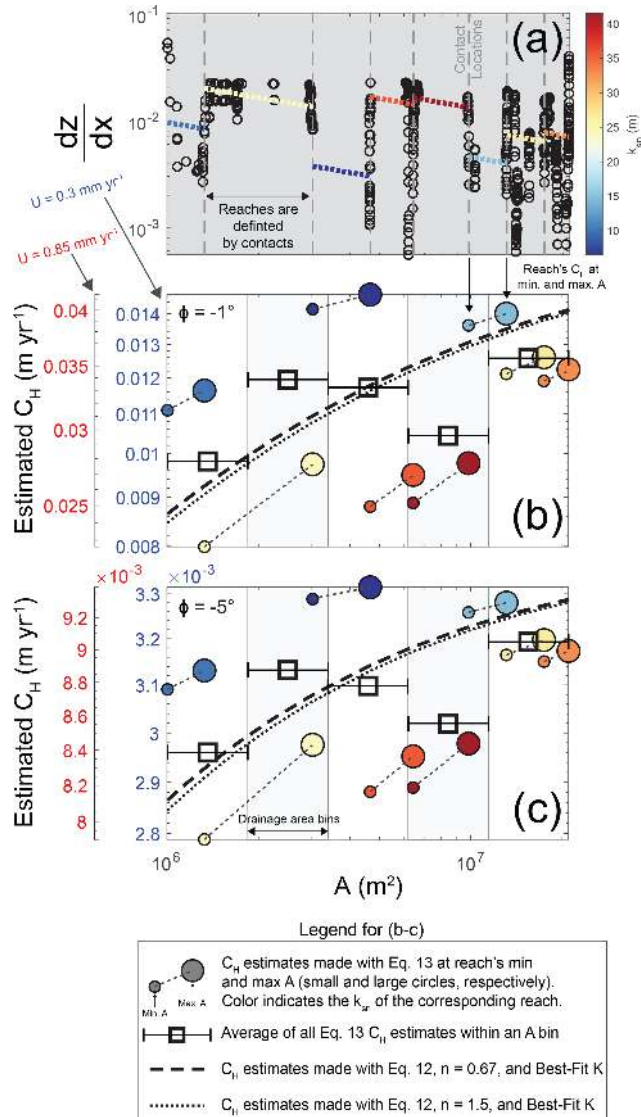 10⁻¹
(a)
Contact
Locations
dz
dx
10⁻²
10⁻³
40
35
30
25
20
15
10
kₛₙ (m)
U = 0.3 mm yr⁻¹
U = 0.85 mm yr⁻¹
Reaches are
definted
by contacts
Reach's C_H at
min. and max. A
Estimated C_H (m yr⁻¹)
0.04
0.035
0.03
0.025
0.014
0.013
0.012
0.011
0.01
0.009
0.008
ϕ = -1°
(b)
Estimated C_H (m yr⁻¹)
× 10⁻³
9.2
9
8.8
8.6
8.4
8.2
8
× 10⁻³
3.3
3.2
3.1
3
2.9
2.8
ϕ = -5°
Drainage area bins
(c)
10⁶
10⁷
A (m²)
Legend for (b-c)
C_H estimates made with Eq. 13 at reach's min
and max A (small and large circles, respectively).
Color indicates the kₛₙ of the corresponding reach.
Min. A
Max. A
Average of all Eq. 13 C_H estimates within an A bin
C_H estimates made with Eq. 12, n = 0.67, and Best-Fit K
C_H estimates made with Eq. 12, n = 1.5, and Best-Fit K